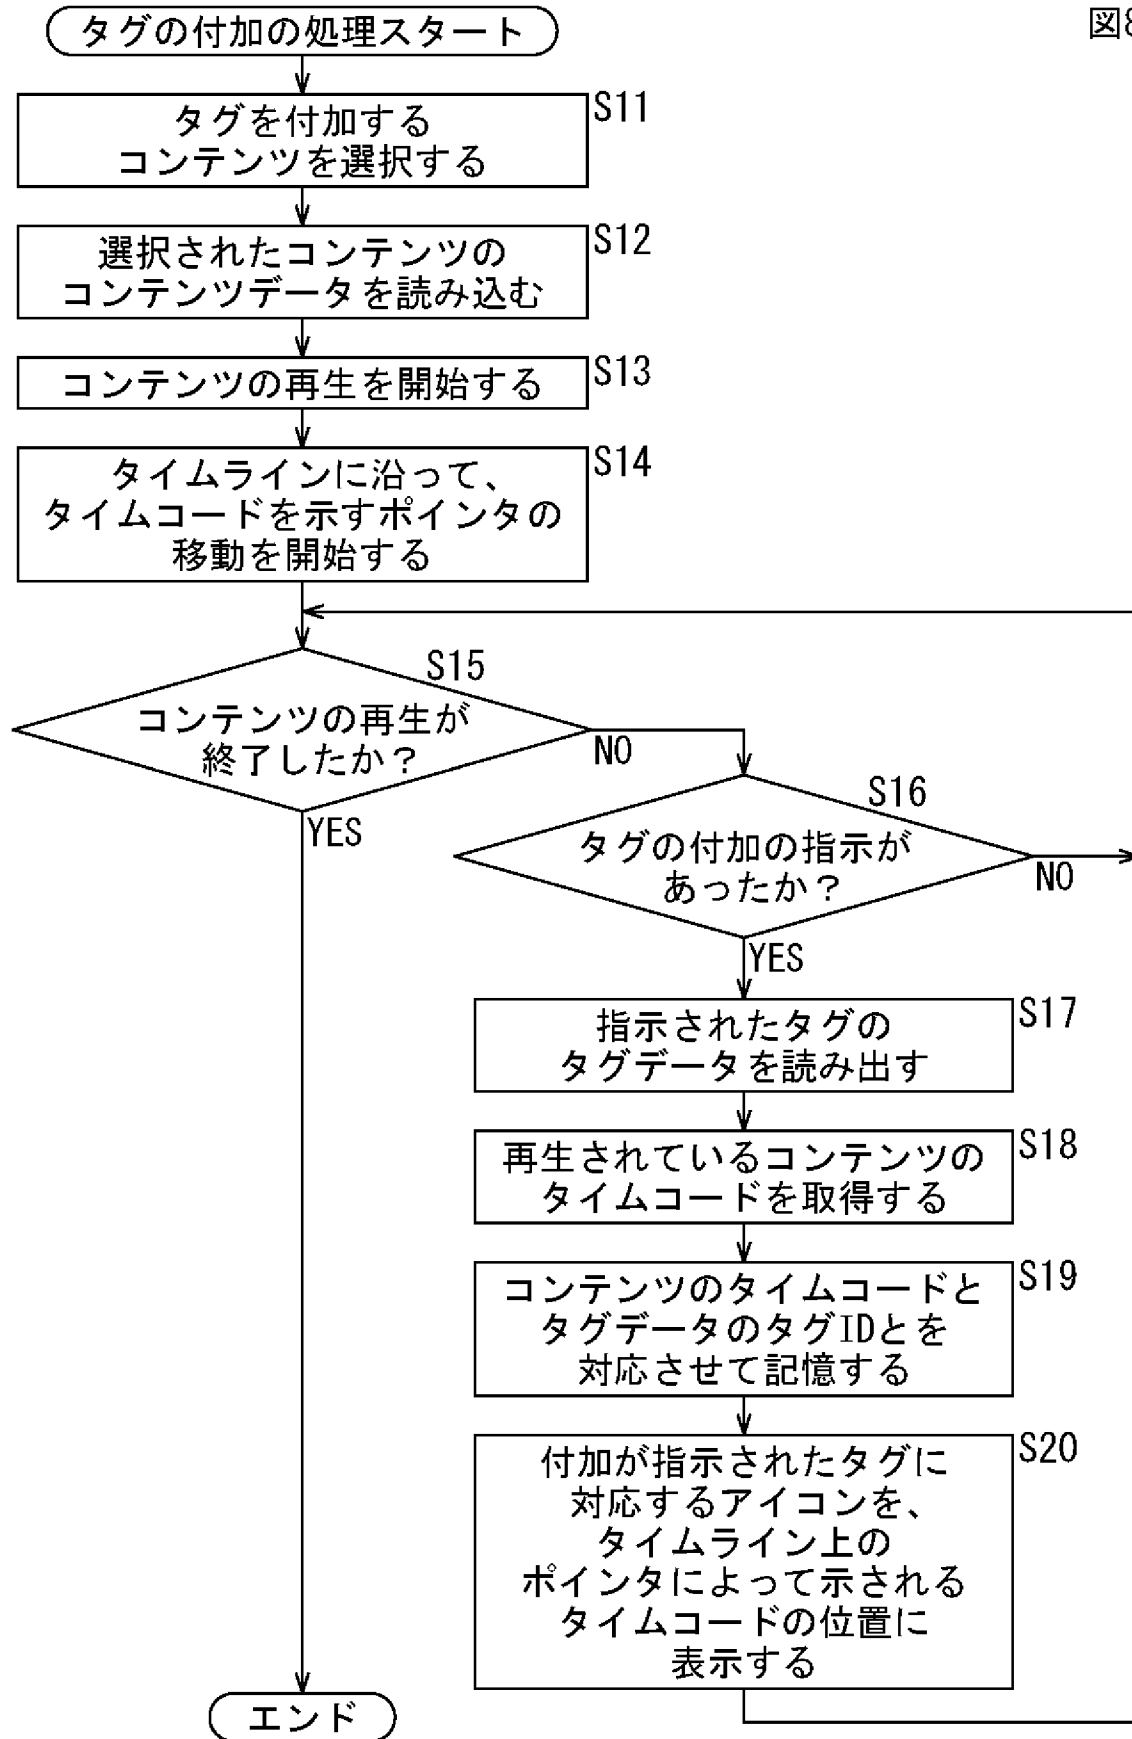 図8
タグの付加の処理スタート
S11
タグを付加する
コンテンツを選択する
S12
選択されたコンテンツの
コンテンツデータを読み込む
S13
コンテンツの再生を開始する
S14
タイムラインに沿って、
タイムコードを示すポインタの
移動を開始する
S15
コンテンツの再生が
終了したか?
NO
YES
S16
タグの付加の指示が
あったか?
NO
YES
S17
指示されたタグの
タグデータを読み出す
S18
再生されているコンテンツの
タイムコードを取得する
S19
コンテンツのタイムコードと
タグデータのタグIDとを
対応させて記憶する
S20
付加が指示されたタグに
対応するアイコンを、
タイムライン上の
ポインタによって示される
タイムコードの位置に
表示する
エンド